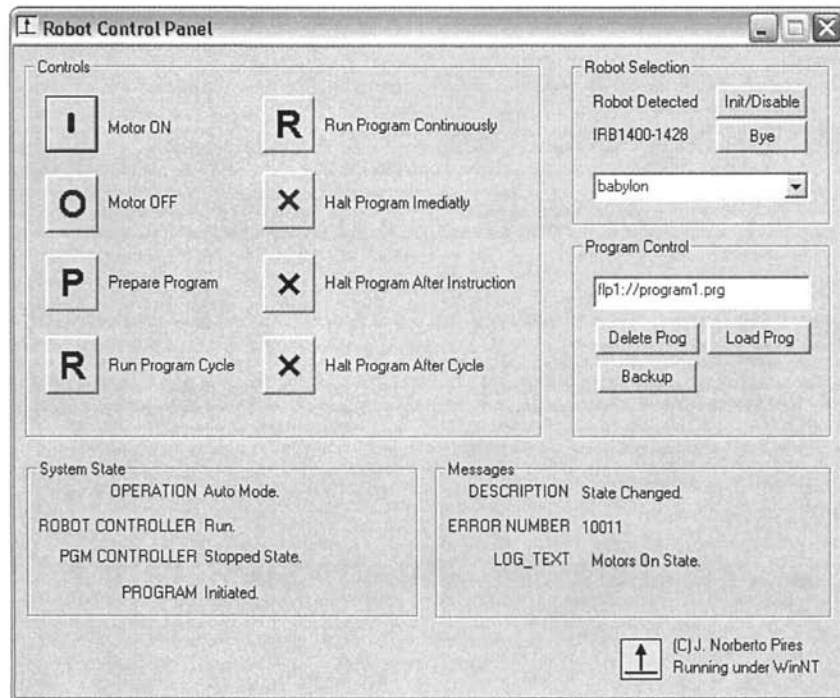 Robot Control Panel
Controls
I Motor ON
R Run Program Continuously
O Motor OFF
X Halt Program Imediatly
P Prepare Program
X Halt Program After Instruction
R Run Program Cycle
X Halt Program After Cycle
Robot Selection
Robot Detected Init/Disable
IRB1400-1428 Bye
babylon
Program Control
flp1://program1.prg
Delete Prog Load Prog
Backup
System State
OPERATION Auto Mode.
ROBOT CONTROLLER Run.
PGM CONTROLLER Stopped State.
PROGRAM Initiated.
Messages
DESCRIPTION State Changed.
ERROR NUMBER 10011
LOG_TEXT Motors On State.
(C) J. Norberto Pires
Running under WinNT